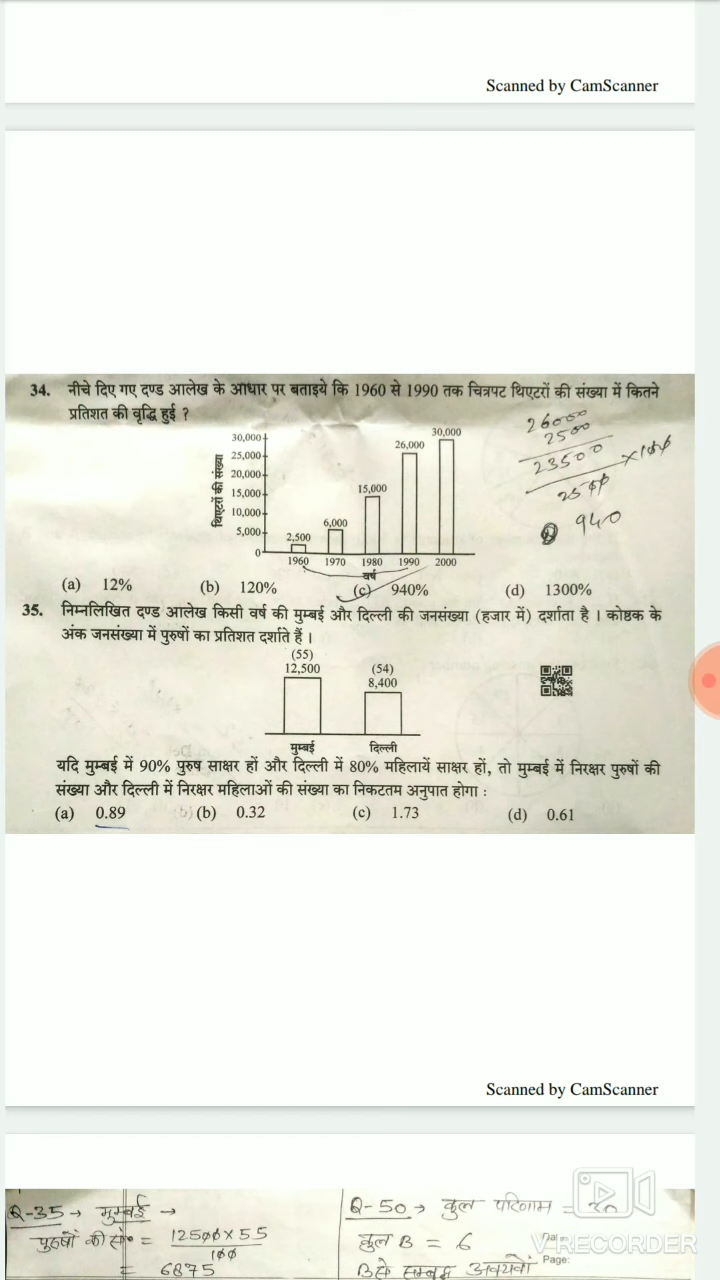 Scanned by CamScanner
34. नीचे दिए गए दण्ड आलेख के आधार पर बताइये कि 1960 से 1990 तक चित्रपट थिएटरों की संख्या में कितने
प्रतिशत की वृद्धि हुई ?
थिएटरों की संख्या
30,000
25,000
20,000
15,000
10,000
5,000
0
2,500
6,000
15,000
26,000
30,000
1960 1970 1980 1990 2000
वर्ष
2500
23500
×100
2500
940
(a) 12% (b) 120% (c) 940% (d) 1300%
35. निम्नलिखित दण्ड आलेख किसी वर्ष की मुम्बई और दिल्ली की जनसंख्या (हजार में) दर्शाता है । कोष्ठक के
अंक जनसंख्या में पुरुषों का प्रतिशत दर्शाते हैं ।
(55) (54)
12,500 8,400
मुम्बई दिल्ली
यदि मुम्बई में 90% पुरुष साक्षर हों और दिल्ली में 80% महिलायें साक्षर हों, तो मुम्बई में निरक्षर पुरुषों की
संख्या और दिल्ली में निरक्षर महिलाओं की संख्या का निकटतम अनुपात होगा :
(a) 0.89 (b) 0.32 (c) 1.73 (d) 0.61
Scanned by CamScanner
Q-35 → मुम्बई →
पुरुषों की सं० = 12500 × 55
100
= 6875
Q-50 → कुल परिणाम =
कुल B = 6
B से सम्बद्ध अवयवों
Page:
V RECORDER